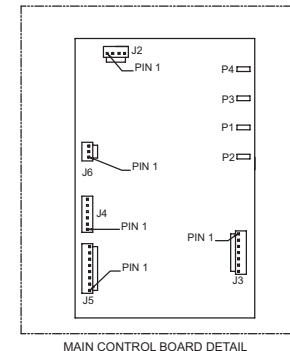 J2
PIN 1
P4
P3
P1
P2
J6
PIN 1
J4
PIN 1
PIN 1
J3
PIN 1
J5
MAIN CONTROL BOARD DETAIL